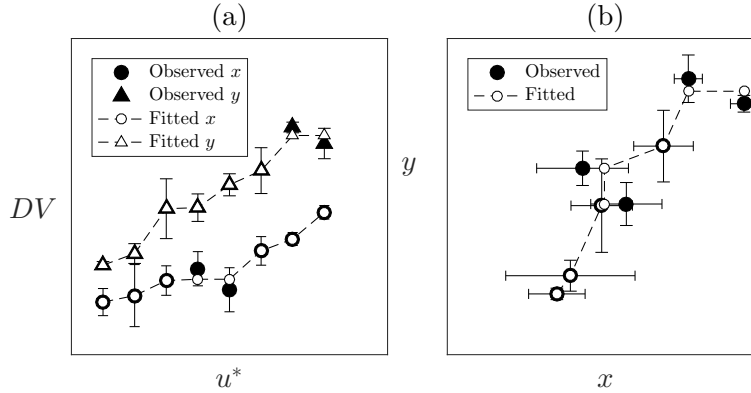 (a)
Observed x
Observed y
Fitted x
Fitted y
DV
u*
(b)
Observed
Fitted
y
x